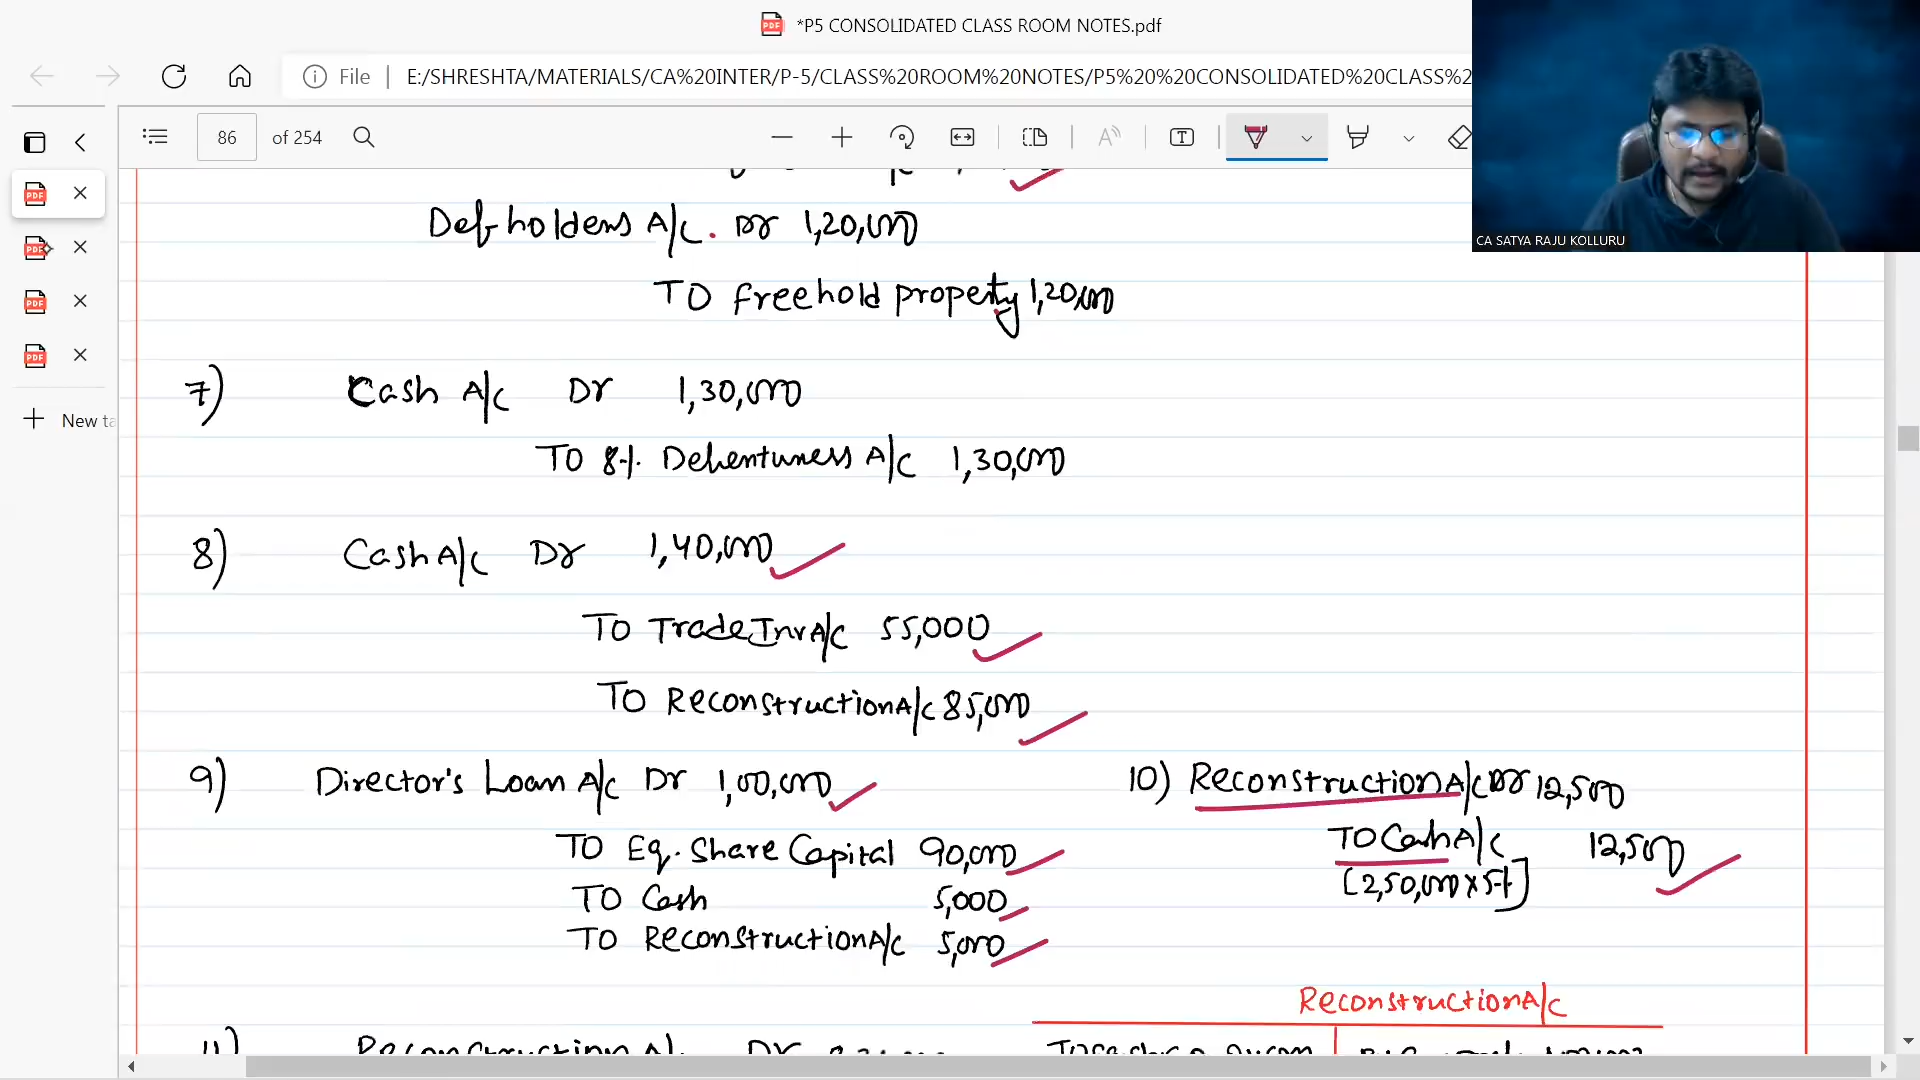 *P5 CONSOLIDATED CLASS ROOM NOTES.pdf
File
E:/SHRESHTA/MATERIALS/CA%20INTER/P-5/CLASS%20ROOM%20NOTES/P5%20%20CONSOLIDATED%20CLASS%2
86 of 254
CA SATYA RAJU KOLLURU
New ta
Deb-holders A/c. Dr 1,20,000
TO freehold property 1,20,000
7) Cash A/c Dr 1,30,000
TO 8%. Debentures A/c 1,30,000
8) Cash A/c Dr 1,40,000
TO Trade Inv A/c 55,000
TO Reconstruction A/c 85,000
9) Director's Loan A/c Dr 1,00,000
TO Eq. Share Capital 90,000
TO Cash 5,000
TO Reconstruction A/c 5,000
10) Reconstruction A/c Dr 12,500
TO Cash A/c 12,500
[2,50,000 x 5%]
Reconstruction A/c
11) Reconstruction A/c Dr